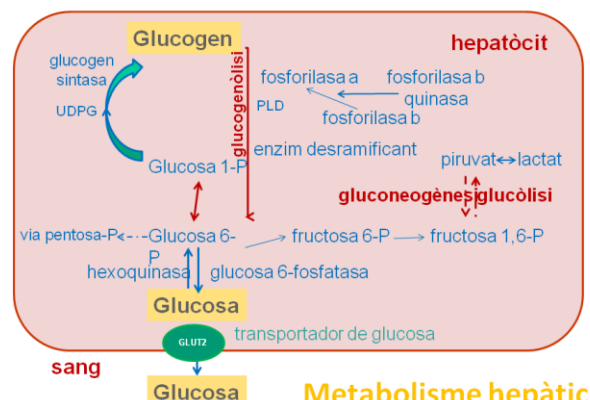 Glucogen
hepatòcit
glucogen
sintasa
UDPG
glucogenòlisi
PLD
fosforilasa a
fosforilasa b
quinasa
fosforilasa b
enzim desramificant
Glucosa 1-P
piruvat
lactat
gluconeogènesi
glucòlisi
via pentosa-P
Glucosa 6-
P
fructosa 6-P
fructosa 1,6-P
hexoquinasa
glucosa 6-fosfatasa
Glucosa
GLUT2
transportador de glucosa
sang
Glucosa
Metabolisme hepàtic